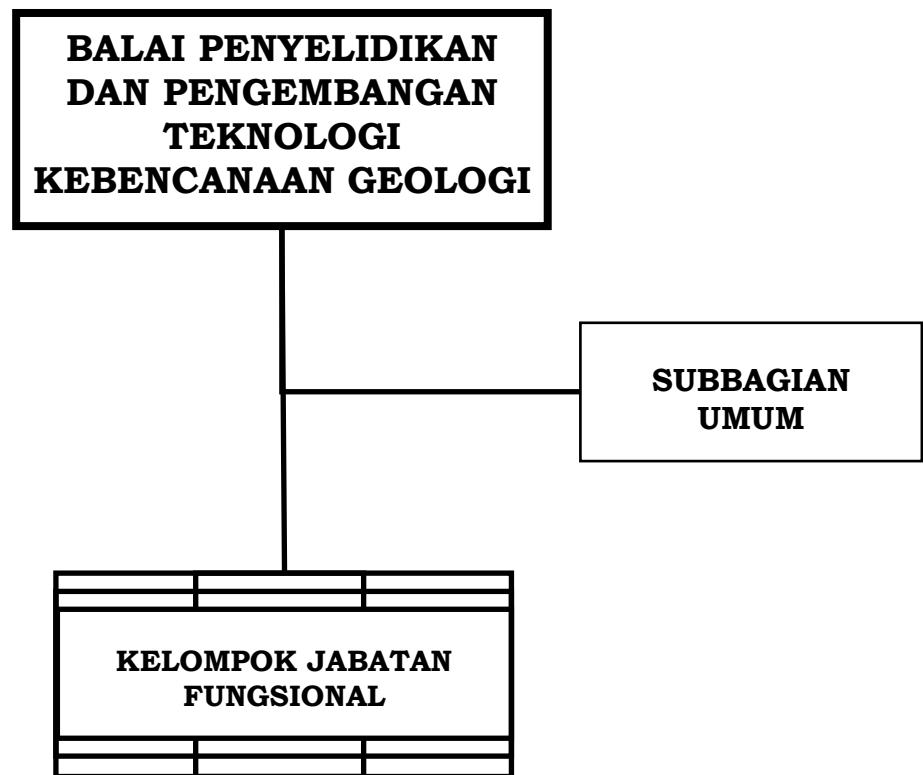 BALAI PENYELIDIKAN
DAN PENGEMBANGAN
TEKNOLOGI
KEBENCANAAN GEOLOGI
SUBBAGIAN
UMUM
KELOMPOK JABATAN
FUNGSIONAL